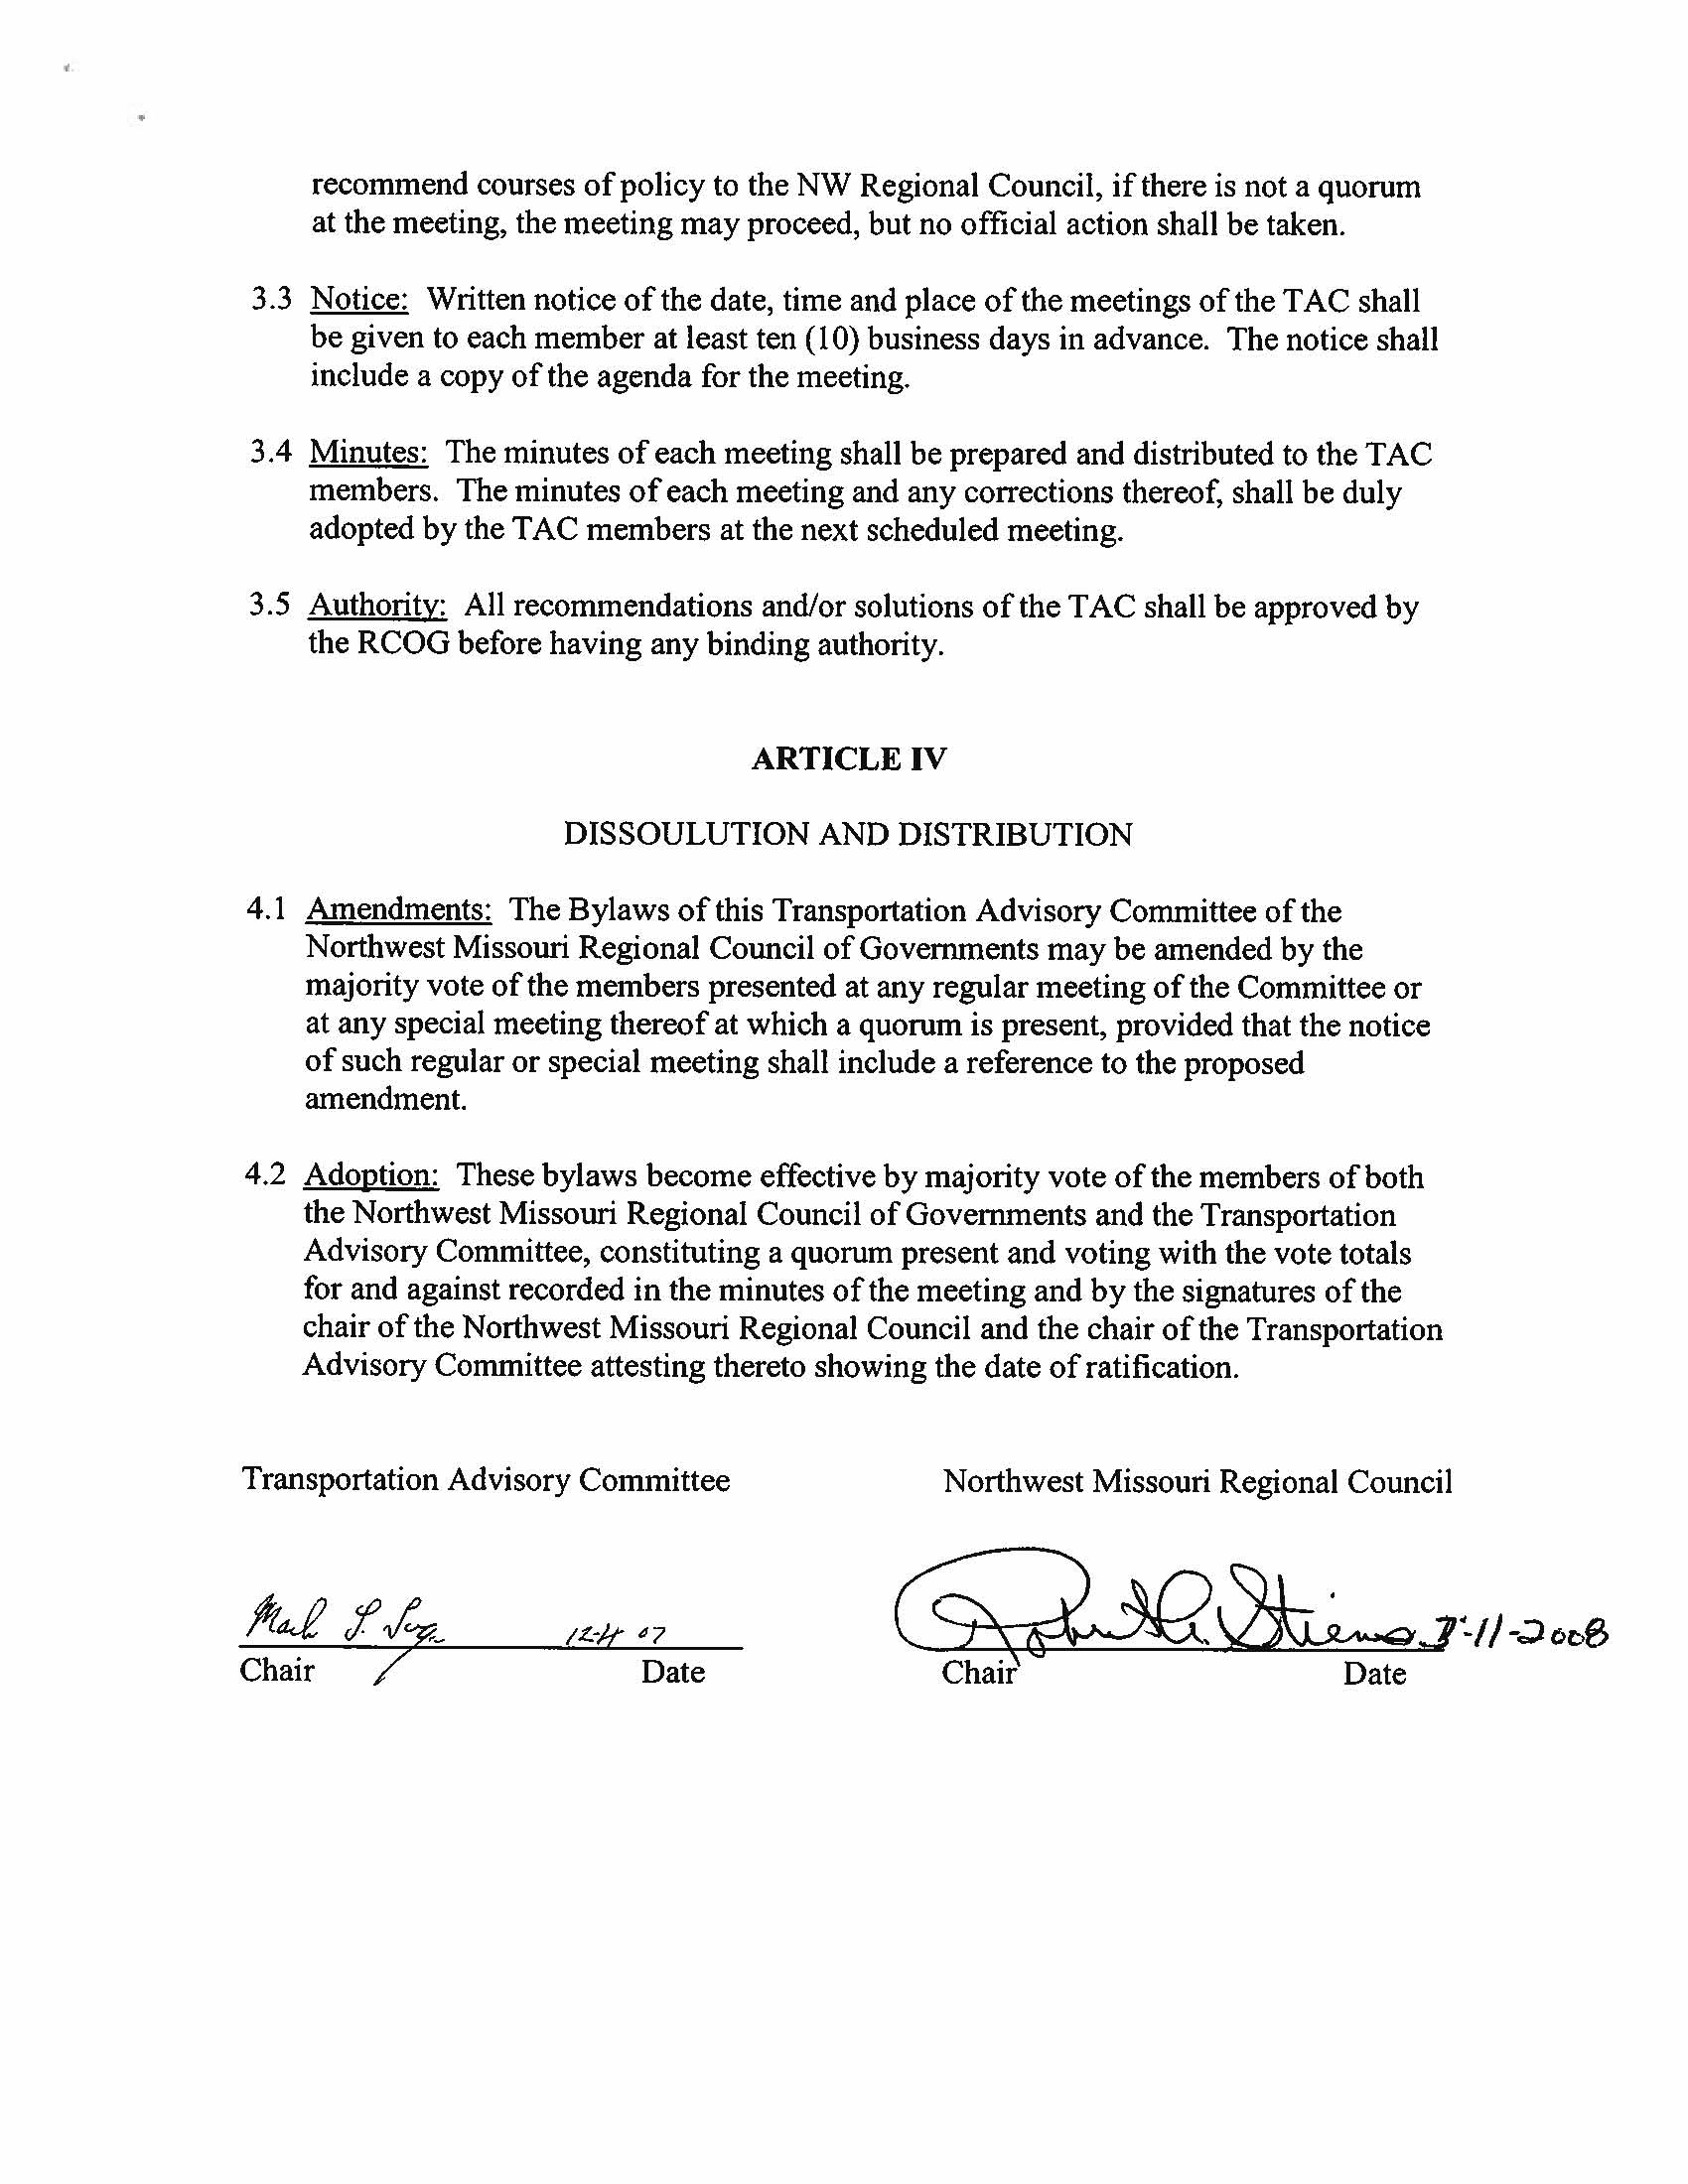 recommend courses of policy to the NW Regional Council, if there is not a quorum
at the meeting, the meeting may proceed, but no official action shall be taken.
3.3 Notice: Written notice of the date, time and place of the meetings of the TAC shall
be given to each member at least ten (10) business days in advance. The notice shall
include a copy of the agenda for the meeting.
3.4 Minutes: The minutes of each meeting shall be prepared and distributed to the TAC
members. The minutes of each meeting and any corrections thereof, shall be duly
adopted by the TAC members at the next scheduled meeting.
3.5 Authority: All recommendations and/or solutions of the TAC shall be approved by
the RCOG before having any binding authority.
ARTICLE IV
DISSOULUTION AND DISTRIBUTION
4.1 Amendments: The Bylaws of this Transportation Advisory Committee of the
Northwest Missouri Regional Council of Governments may be amended by the
majority vote of the members presented at any regular meeting of the Committee or
at any special meeting thereof at which a quorum is present, provided that the notice
of such regular or special meeting shall include a reference to the proposed
amendment.
4.2 Adoption: These bylaws become effective by majority vote of the members of both
the Northwest Missouri Regional Council of Governments and the Transportation
Advisory Committee, constituting a quorum present and voting with the vote totals
for and against recorded in the minutes of the meeting and by the signatures of the
chair of the Northwest Missouri Regional Council and the chair of the Transportation
Advisory Committee attesting thereto showing the date of ratification.
Transportation Advisory Committee Northwest Missouri Regional Council
-11-2008
Chair Date Chair Date